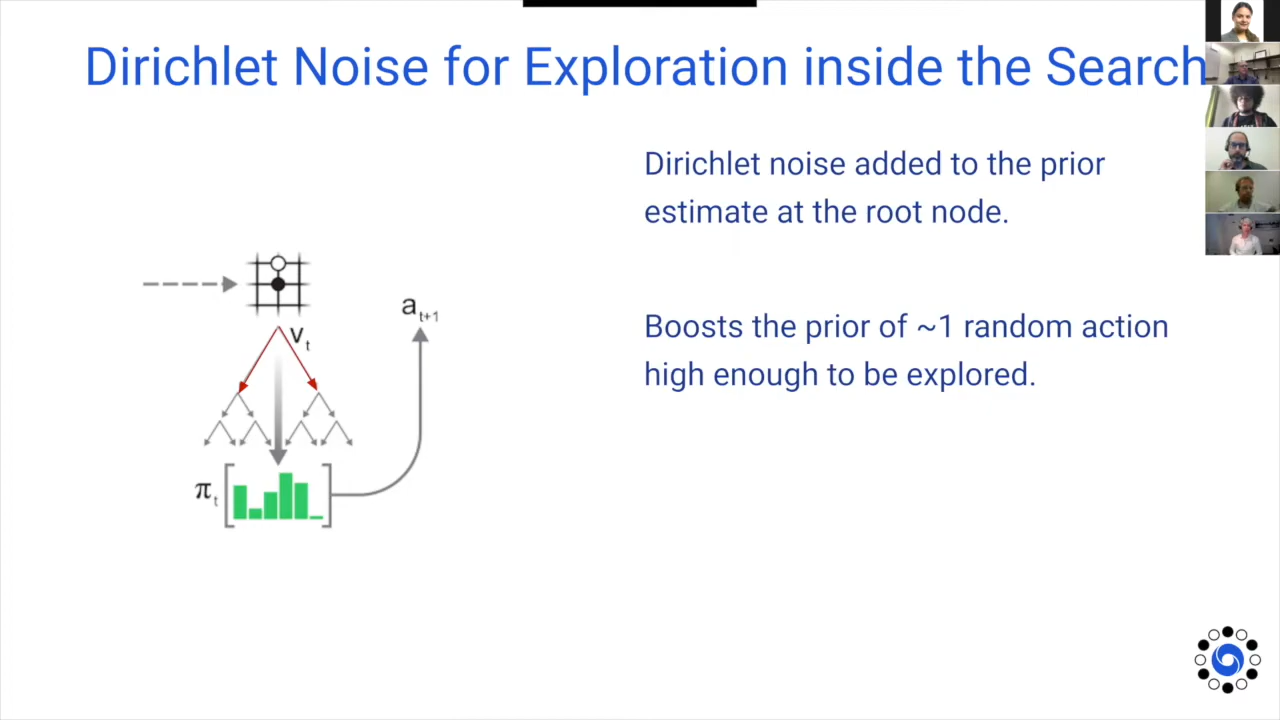 Dirichlet Noise for Exploration inside the Search
Dirichlet noise added to the prior
estimate at the root node.
Boosts the prior of ~1 random action
high enough to be explored.
a t+1
v t
π t